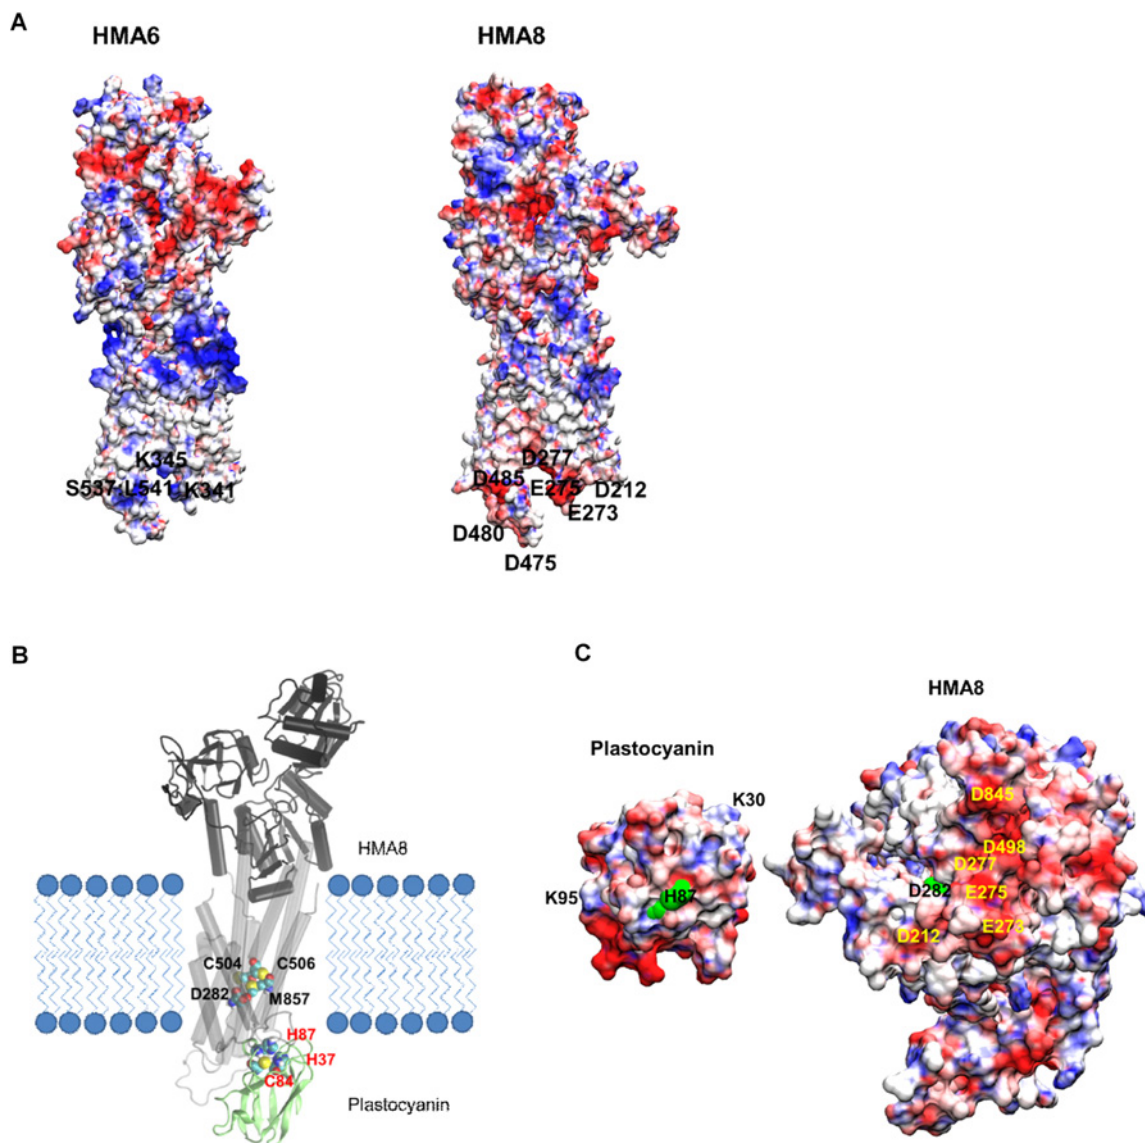 A
HMA6
HMA8
K345
S537 L541 K341
D277
D485 E275 D212
E273
D480
D475
B
C
HMA8
Plastocyanin
K30
D845
HMA8
D498
D277
K95 H87 D282 E275
E273
D212
C504 C506
D282 M857
H87
H37
C84
Plastocyanin